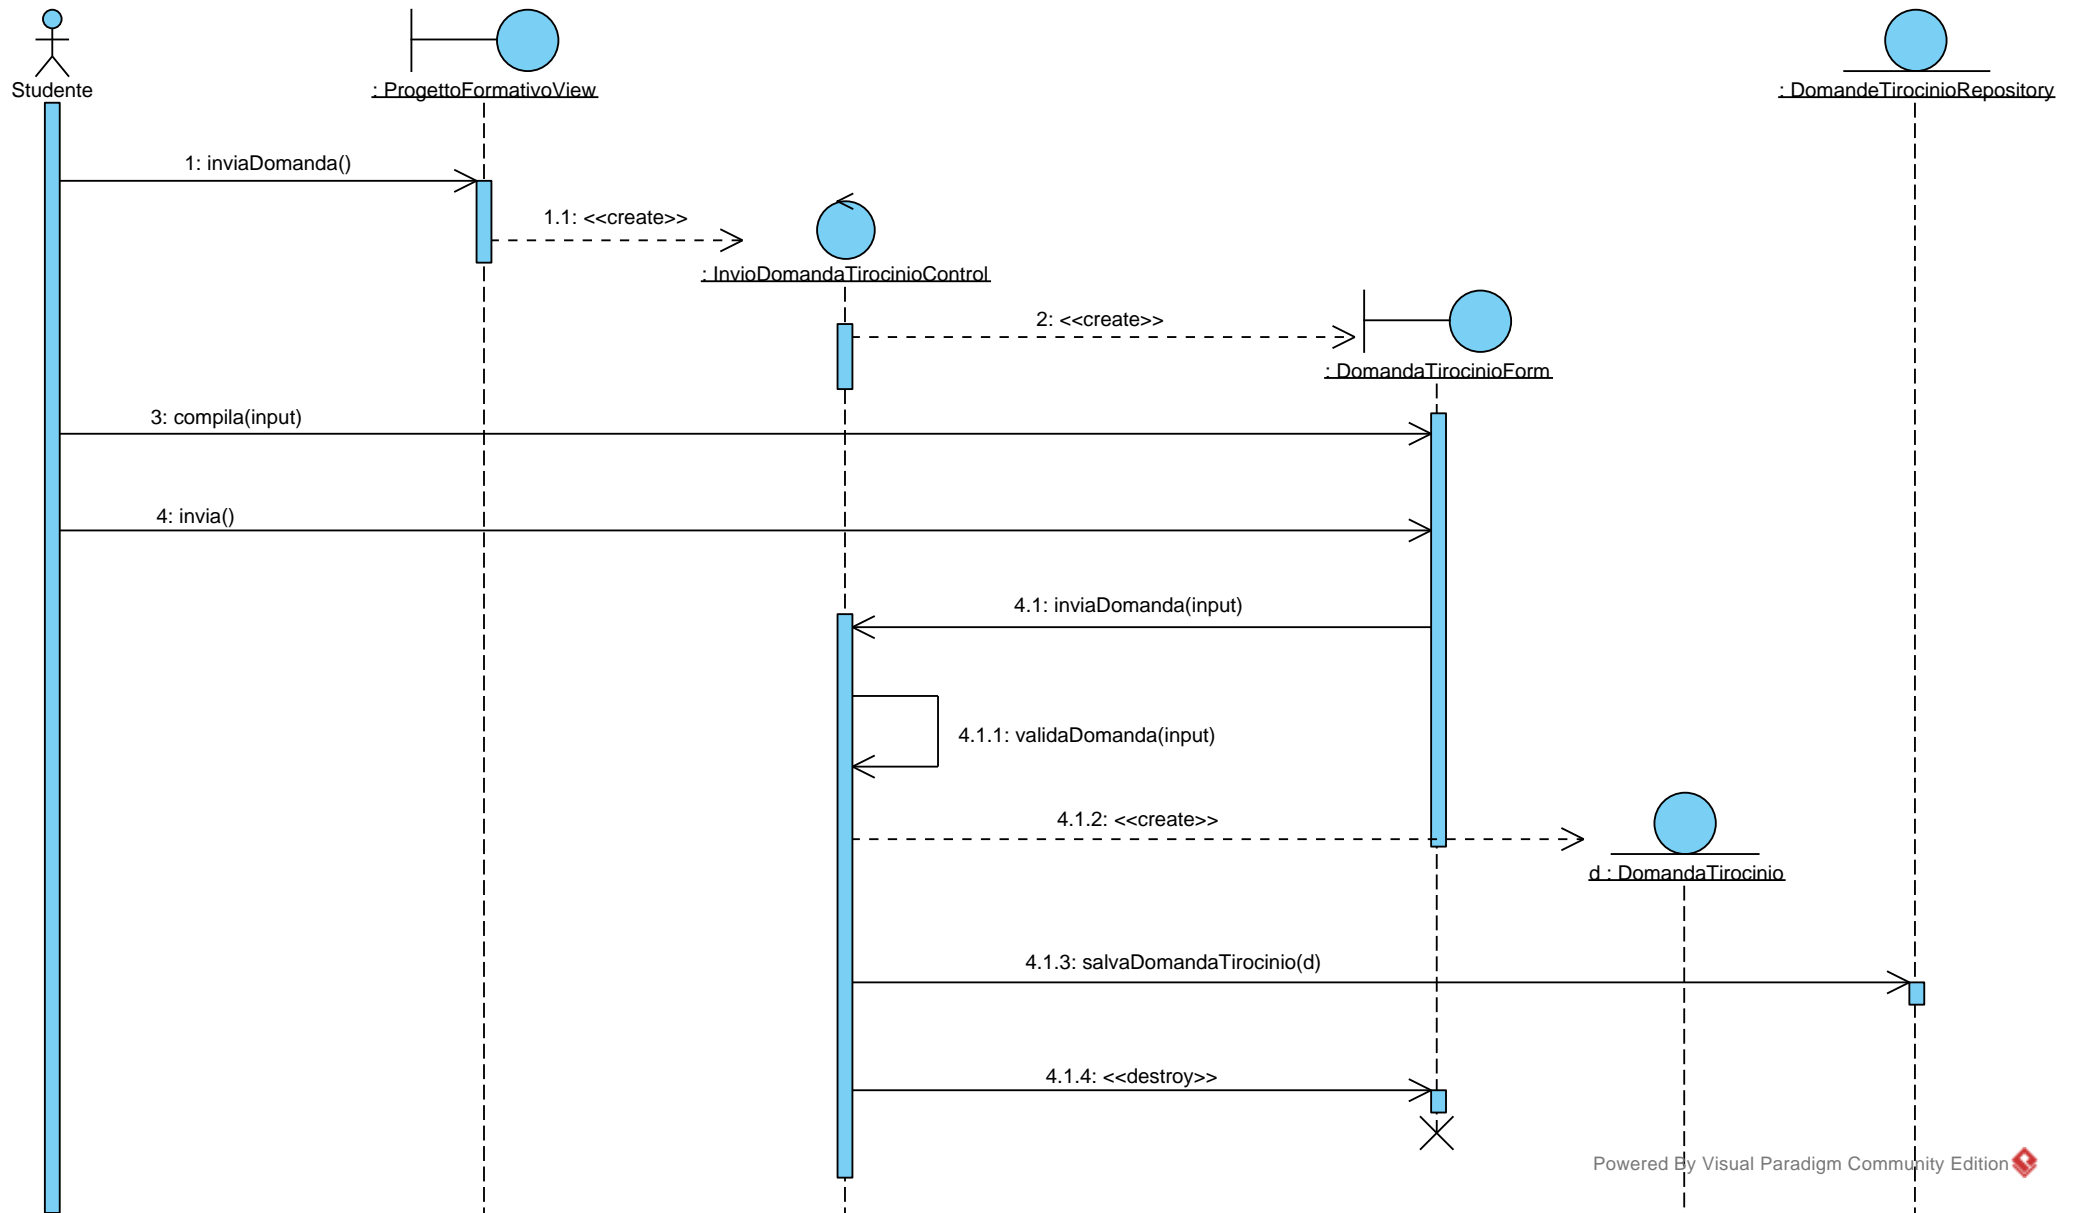 Studente
: ProgettoFormativoView
: DomandeTirocinioRepository
1: inviaDomanda()
1.1: <<create>>
: InvioDomandaTirocinioControl
2: <<create>>
: DomandaTirocinioForm
3: compila(input)
4: invia()
4.1: inviaDomanda(input)
4.1.1: validaDomanda(input)
4.1.2: <<create>>
d : DomandaTirocinio
4.1.3: salvaDomandaTirocinio(d)
4.1.4: <<destroy>>
Powered By Visual Paradigm Community Edition